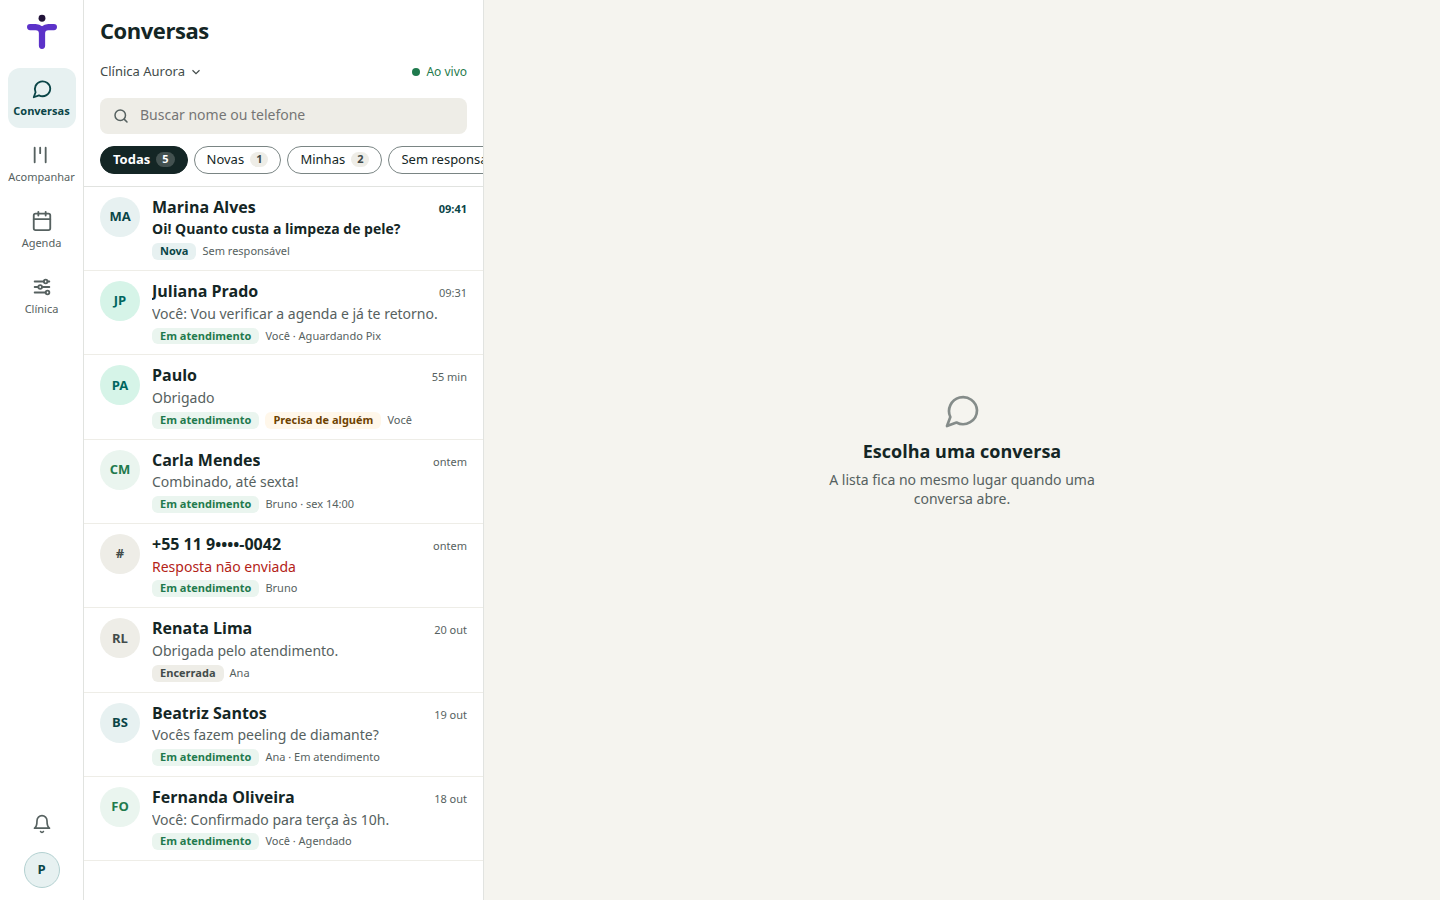 Conversas
Clínica Aurora
Ao vivo
Buscar nome ou telefone
Todas 5
Novas 1
Minhas 2
Sem responsa
Conversas
Acompanhar
Agenda
Clínica
P
MA
Marina Alves
09:41
Oi! Quanto custa a limpeza de pele?
Nova Sem responsável
JP
Juliana Prado
09:31
Você: Vou verificar a agenda e já te retorno.
Em atendimento Você · Aguardando Pix
PA
Paulo
55 min
Obrigado
Em atendimento Precisa de alguém Você
CM
Carla Mendes
ontem
Combinado, até sexta!
Em atendimento Bruno · sex 14:00
#
+55 11 9••••-0042
ontem
Resposta não enviada
Em atendimento Bruno
RL
Renata Lima
20 out
Obrigada pelo atendimento.
Encerrada Ana
BS
Beatriz Santos
19 out
Vocês fazem peeling de diamante?
Em atendimento Ana · Em atendimento
FO
Fernanda Oliveira
18 out
Você: Confirmado para terça às 10h.
Em atendimento Você · Agendado
Escolha uma conversa
A lista fica no mesmo lugar quando uma
conversa abre.